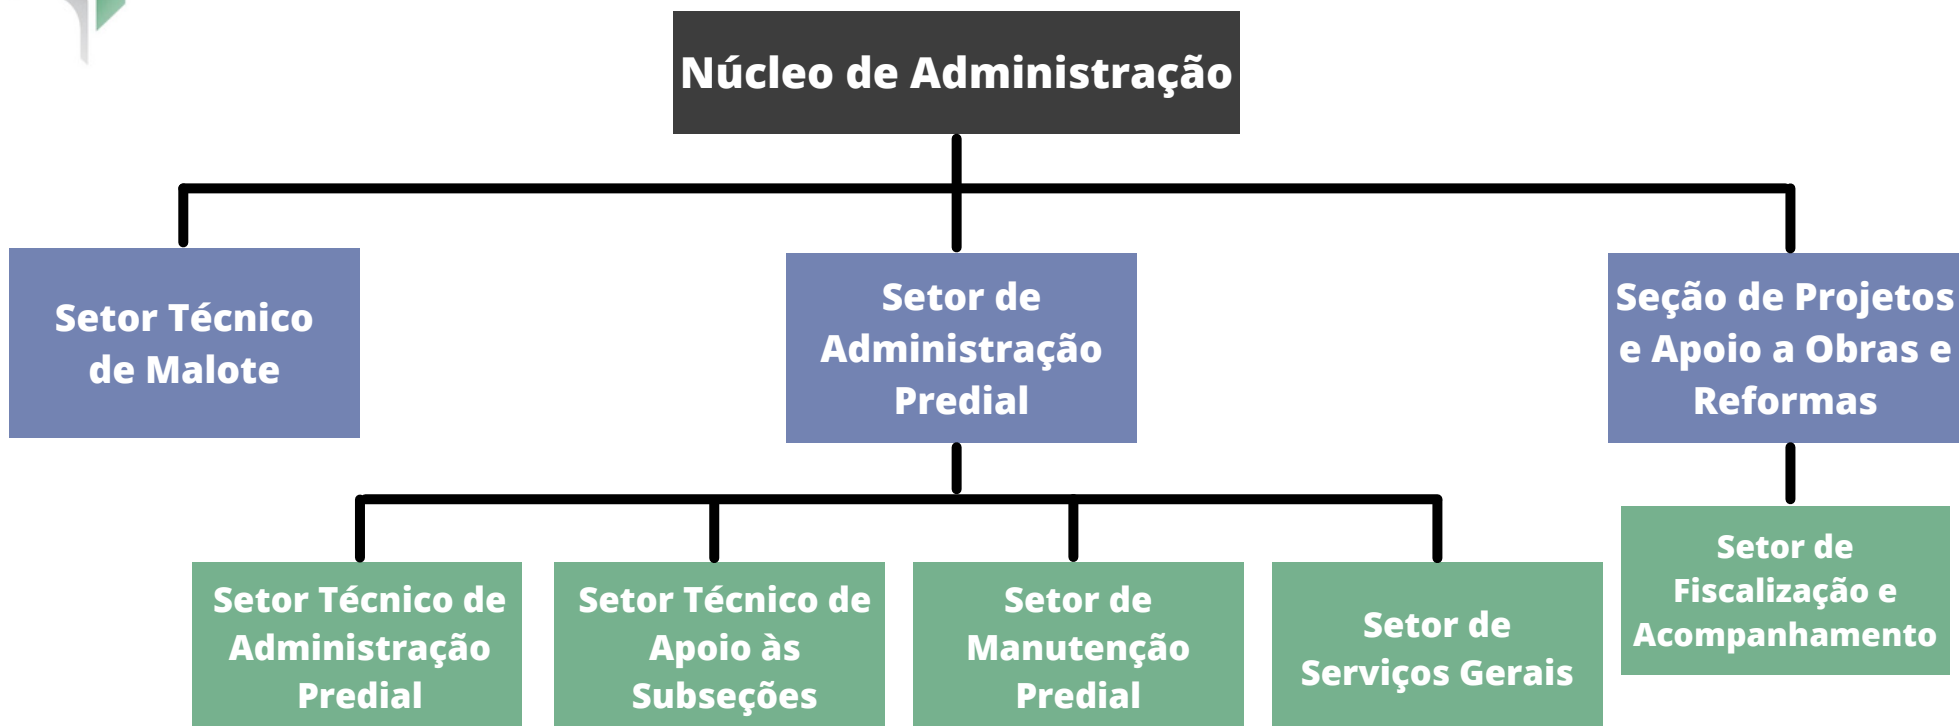 Núcleo de Administração
Setor Técnico
de Malote
Setor de
Administração
Predial
Seção de Projetos
e Apoio a Obras e
Reformas
Setor Técnico de
Administração
Predial
Setor Técnico de
Apoio às
Subseções
Setor de
Manutenção
Predial
Setor de
Serviços Gerais
Setor de
Fiscalização e
Acompanhamento